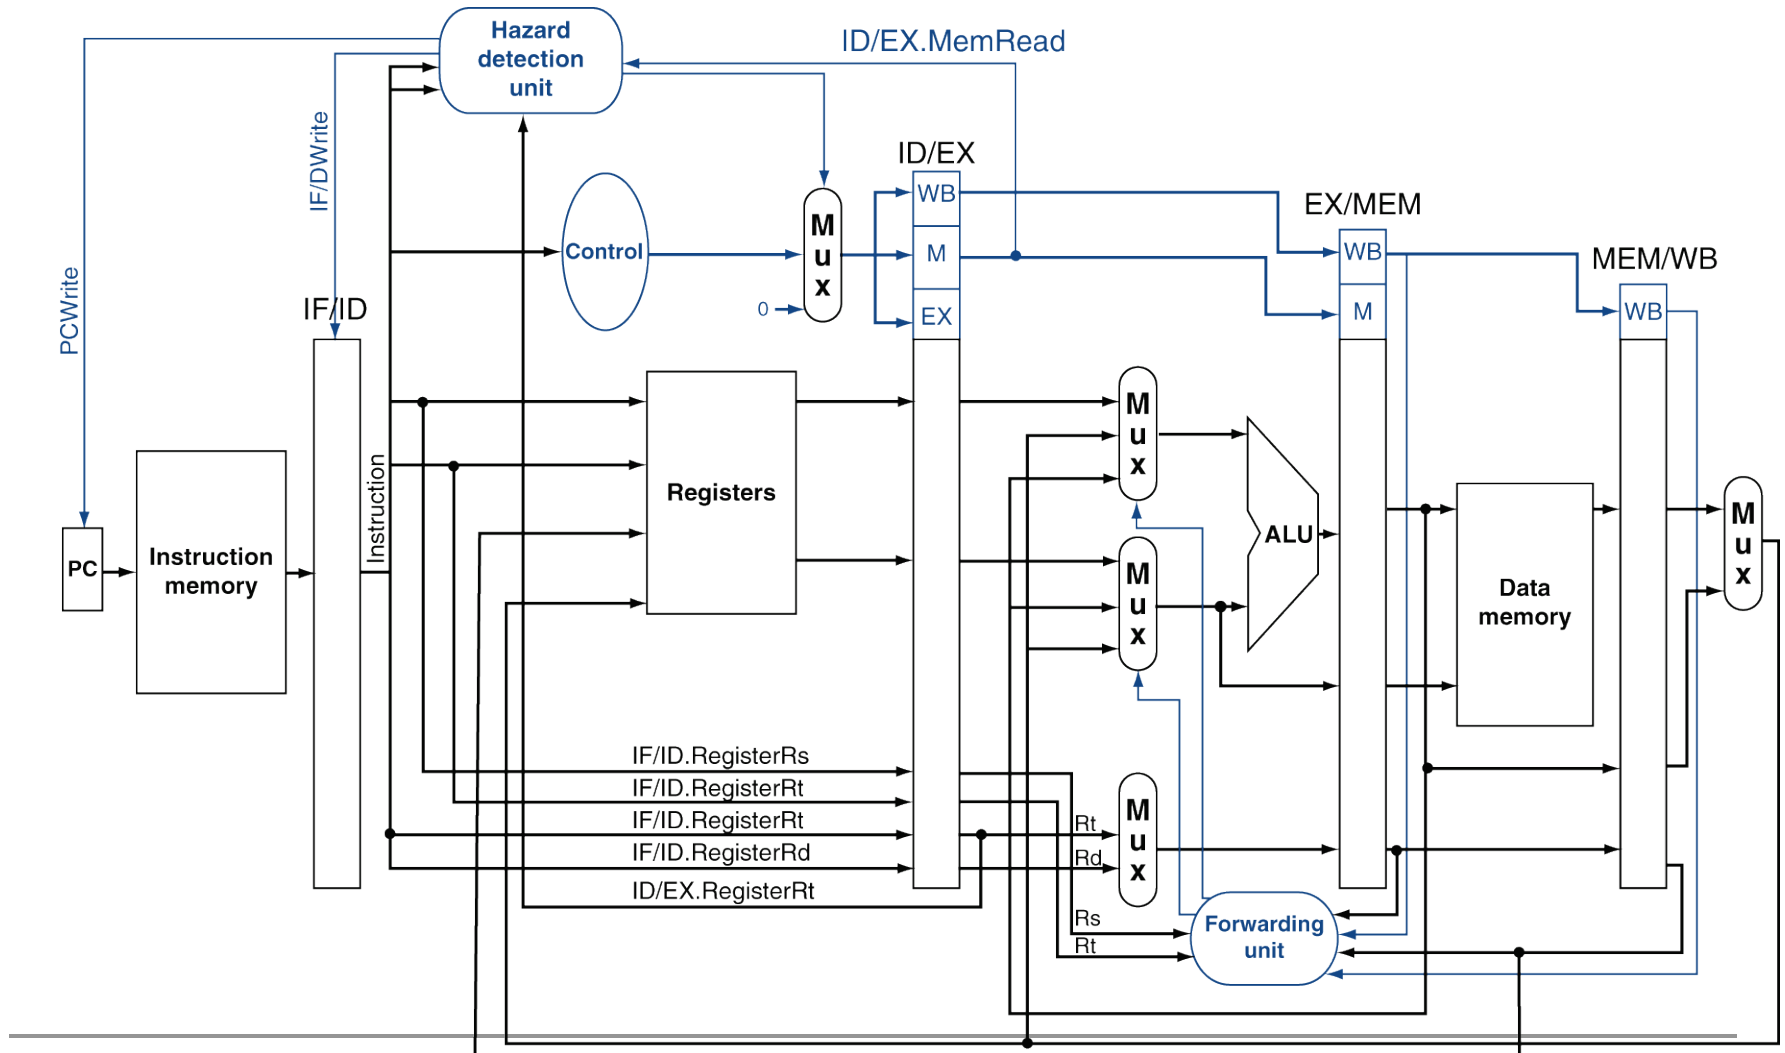 Hazard
detection
unit
ID/EX.MemRead
IF/DWrite
PCWrite
ID/EX
WB
M
EX
Control
M
u
x
0
EX/MEM
WB
M
MEM/WB
WB
IF/ID
Instruction
PC
Instruction
memory
Registers
M
u
x
M
u
x
ALU
Data
memory
M
u
x
IF/ID.RegisterRs
IF/ID.RegisterRt
IF/ID.RegisterRt
IF/ID.RegisterRd
ID/EX.RegisterRt
Rt
Rd
M
u
x
Rs
Rt
Forwarding
unit